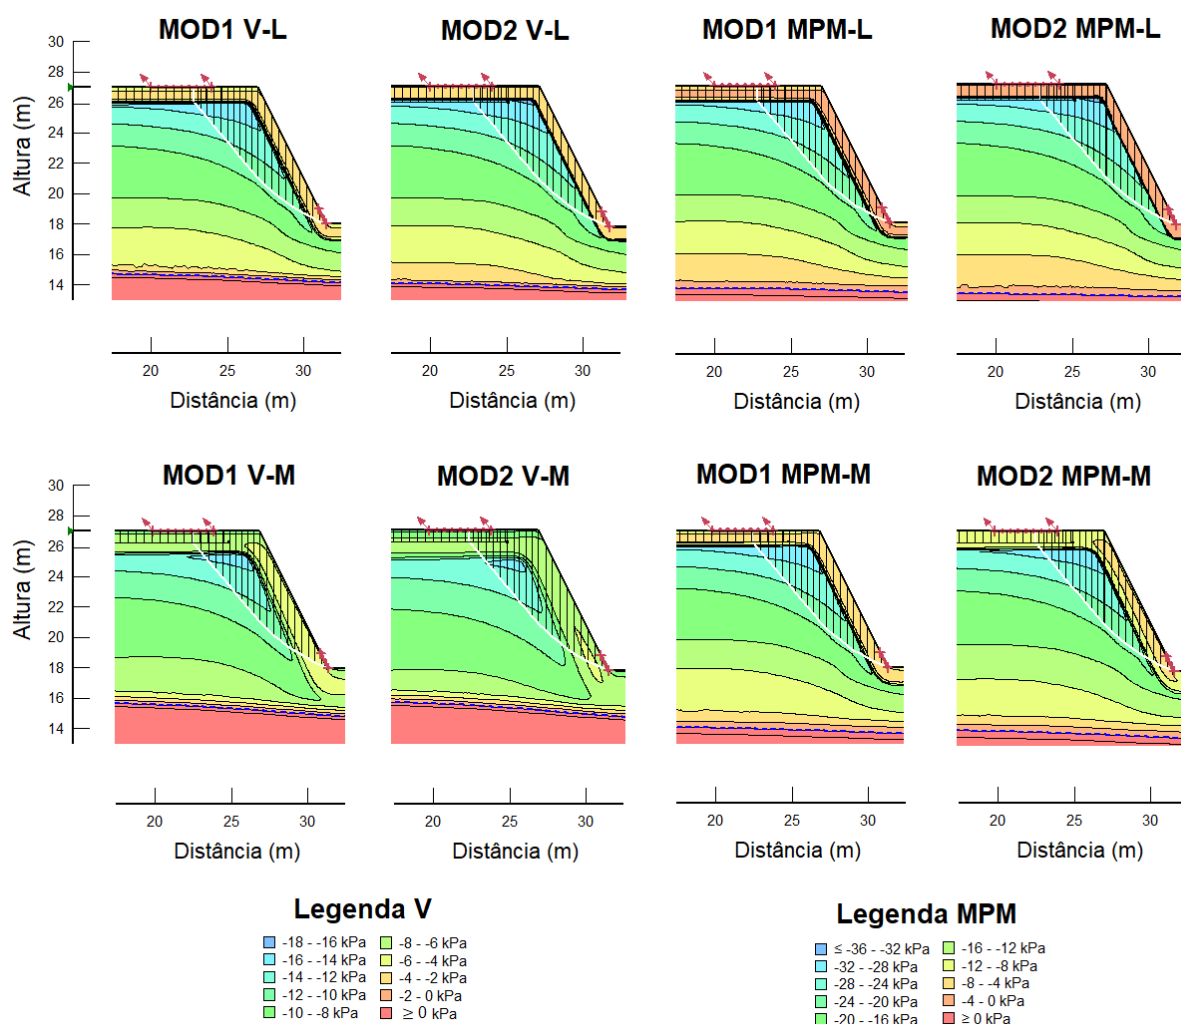 MOD1 V-L MOD2 V-L MOD1 MPM-L MOD2 MPM-L
30
28
26
24
22
20
18
16
14
Altura (m)
20 25 30 20 25 30 20 25 30 20 25 30
Distância (m) Distância (m) Distância (m) Distância (m)
MOD1 V-M MOD2 V-M MOD1 MPM-M MOD2 MPM-M
30
28
26
24
22
20
18
16
14
Altura (m)
20 25 30 20 25 30 20 25 30 20 25 30
Distância (m) Distância (m) Distância (m) Distância (m)
Legenda V
-18 - -16 kPa -8 - -6 kPa
-16 - -14 kPa -6 - -4 kPa
-14 - -12 kPa -4 - -2 kPa
-12 - -10 kPa -2 - 0 kPa
-10 - -8 kPa ≥ 0 kPa
Legenda MPM
≤ -36 - -32 kPa -16 - -12 kPa
-32 - -28 kPa -12 - -8 kPa
-28 - -24 kPa -8 - -4 kPa
-24 - -20 kPa -4 - 0 kPa
-20 - -16 kPa ≥ 0 kPa